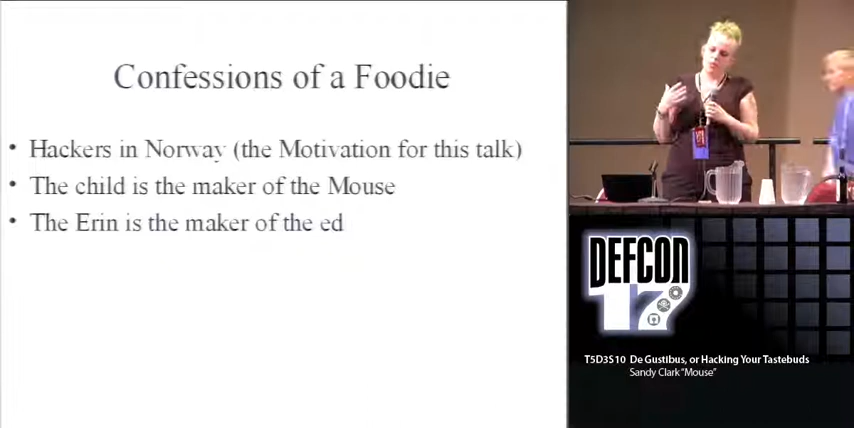 Confessions of a Foodie
• Hackers in Norway (the Motivation for this talk)
• The child is the maker of the Mouse
• The Erin is the maker of the ed
DEFCON
17
T5D3S10 De Gustibus, or Hacking Your Tastebuds
Sandy Clark "Mouse"